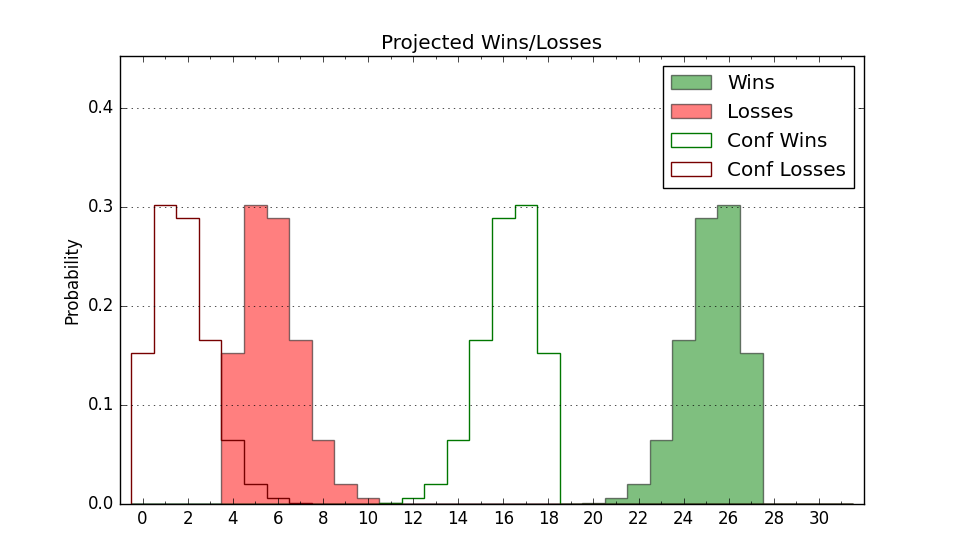 Projected Wins/Losses
Wins
Losses
Conf Wins
Conf Losses
Probability
0.4
0.3
0.2
0.1
0.0
0 2 4 6 8 10 12 14 16 18 20 22 24 26 28 30